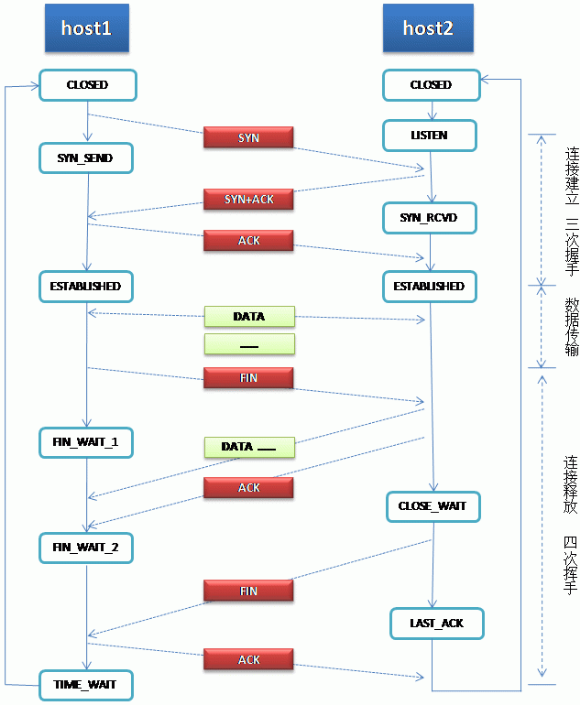 host1
host2
CLOSED
CLOSED
SYN
LISTEN
SYN_SEND
SYN+ACK
SYN_RCVD
ACK
连接建立 三次握手
ESTABLISHED
ESTABLISHED
DATA
......
数据传输
FIN
FIN_WAIT_1
DATA ......
ACK
CLOSE_WAIT
连接释放 四次挥手
FIN_WAIT_2
FIN
LAST_ACK
ACK
TIME_WAIT